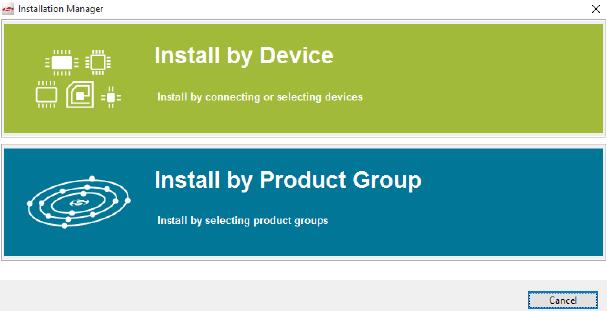 Installation Manager
Install by Device
Install by connecting or selecting devices
Install by Product Group
Install by selecting product groups
Cancel